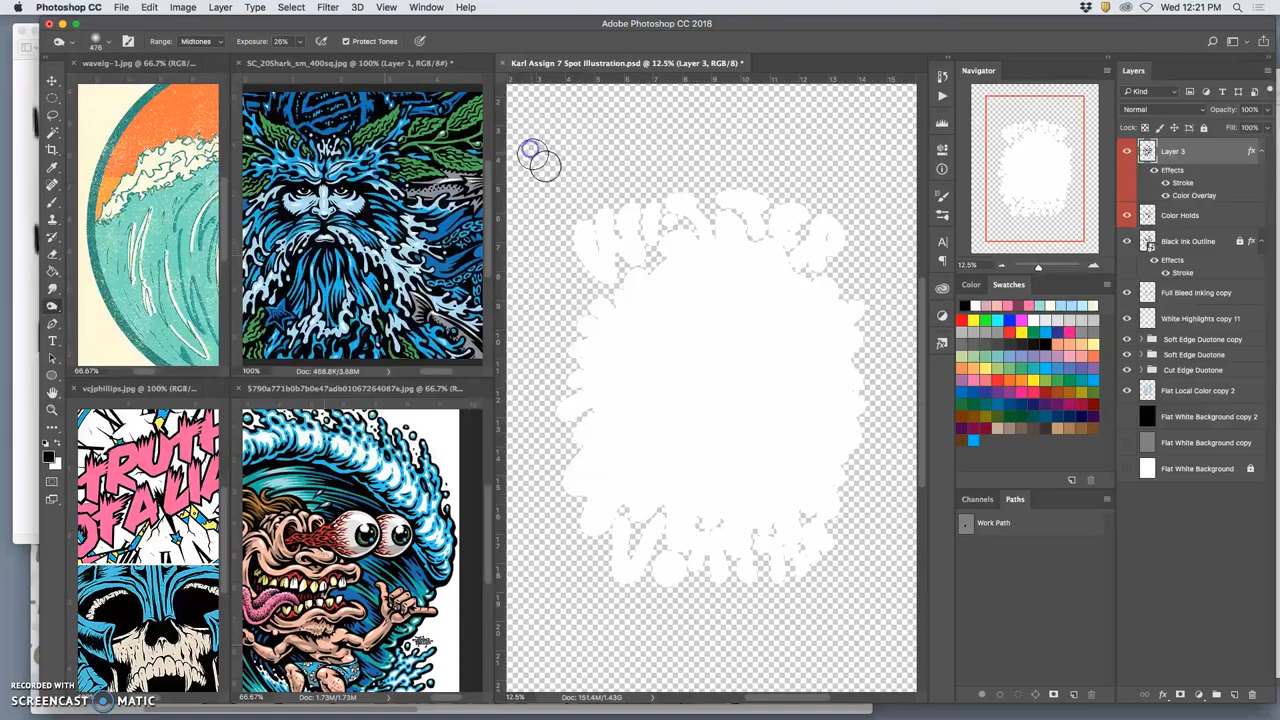 Photoshop CC File Edit Image Layer Type Select Filter 3D View Window Help Wed 12:21 PM
Adobe Photoshop CC 2018
476 Range: Midtones Exposure: 26% Protect Tones
waveig-1.jpg @ 66.7% (RGB/... SC_20Shark_sm_400sq.jpg @ 100% (Layer 1, RGB/8#) * Karl Assign 7 Spot Illustration.psd @ 12.5% (Layer 3, RGB/8) *
Navigator
Layers
Kind
Normal Opacity: 100%
Lock: Fill: 100%
Layer 3 fx
Effects
Stroke
Color Overlay
Color Holds
Black ink Outline fx
Effects
Stroke
12.5%
Color Swatches
Full Bleed inking copy
White Highlights copy 11
Soft Edge Duotone copy
Soft Edge Duotone
Cut Edge Duotone
Flat Local Color copy 2
Flat White Background copy 2
Flat White Background copy
Flat White Background
66.67% 100% Doc: 468.8K/3.68M
vcjphillips.jpg @ 100% (RGB/... 5790a771b0b7b0e47adb01067264087e.jpg @ 66.7% (R...
TRUTH
OF ALIA
Channels Paths
Work Path
66.67% Doc: 1.73M/1.73M 12.5% Doc: 151.4M/1.43G
RECORDED WITH
SCREENCAST MATIC